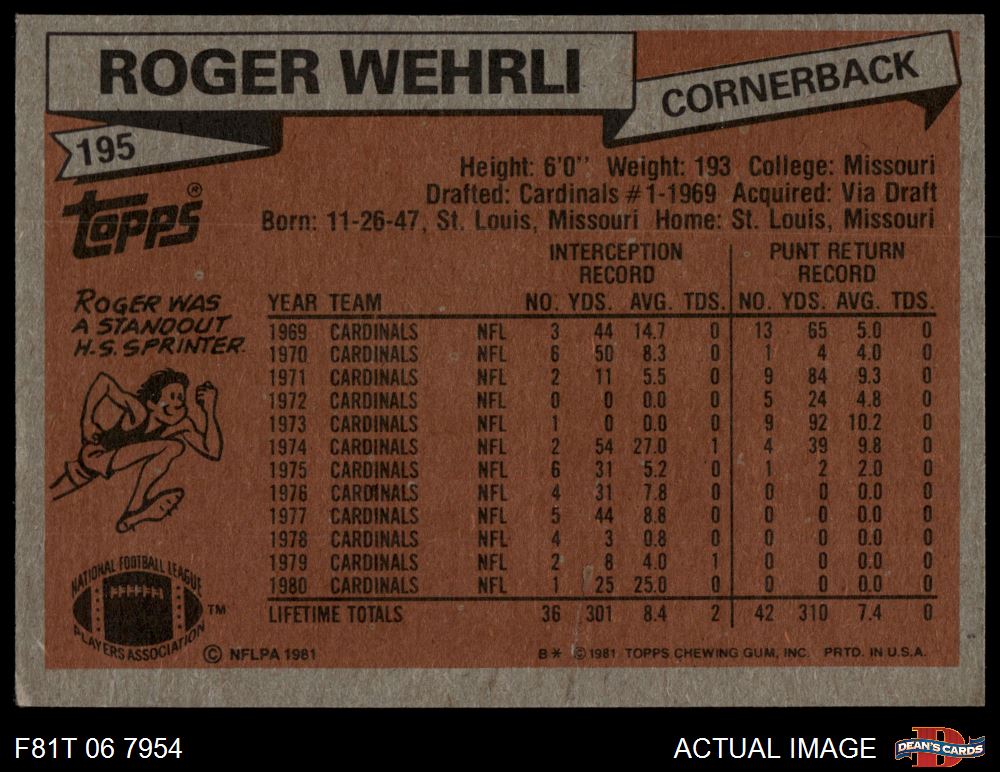 ROGER WEHRLI
CORNERBACK
195
Height: 6'0'' Weight: 193 College: Missouri
Drafted: Cardinals #1-1969 Acquired: Via Draft
Born: 11-26-47, St. Louis, Missouri Home: St. Louis, Missouri
topps®
ROGER WAS
A STANDOUT
H.S. SPRINTER.
INTERCEPTION RECORD PUNT RETURN RECORD
YEAR TEAM NO. YDS. AVG. TDS. NO. YDS. AVG. TDS.
1969 CARDINALS NFL 3 44 14.7 0 13 65 5.0 0
1970 CARDINALS NFL 6 50 8.3 0 1 4 4.0 0
1971 CARDINALS NFL 2 11 5.5 0 9 84 9.3 0
1972 CARDINALS NFL 0 0 0.0 0 5 24 4.8 0
1973 CARDINALS NFL 1 0 0.0 0 9 92 10.2 0
1974 CARDINALS NFL 2 54 27.0 1 4 39 9.8 0
1975 CARDINALS NFL 6 31 5.2 0 1 2 2.0 0
1976 CARDINALS NFL 4 31 7.8 0 0 0 0.0 0
1977 CARDINALS NFL 5 44 8.8 0 0 0 0.0 0
1978 CARDINALS NFL 4 3 0.8 0 0 0 0.0 0
1979 CARDINALS NFL 2 8 4.0 1 0 0 0.0 0
1980 CARDINALS NFL 1 25 25.0 0 0 0 0.0 0
LIFETIME TOTALS 36 301 8.4 2 42 310 7.4 0
NATIONAL FOOTBALL LEAGUE
PLAYERS ASSOCIATION
TM
© NFLPA 1981
B* © 1981 TOPPS CHEWING GUM, INC. PRTD. IN U.S.A.
F81T 06 7954
ACTUAL IMAGE
D
DEAN'S CARDS